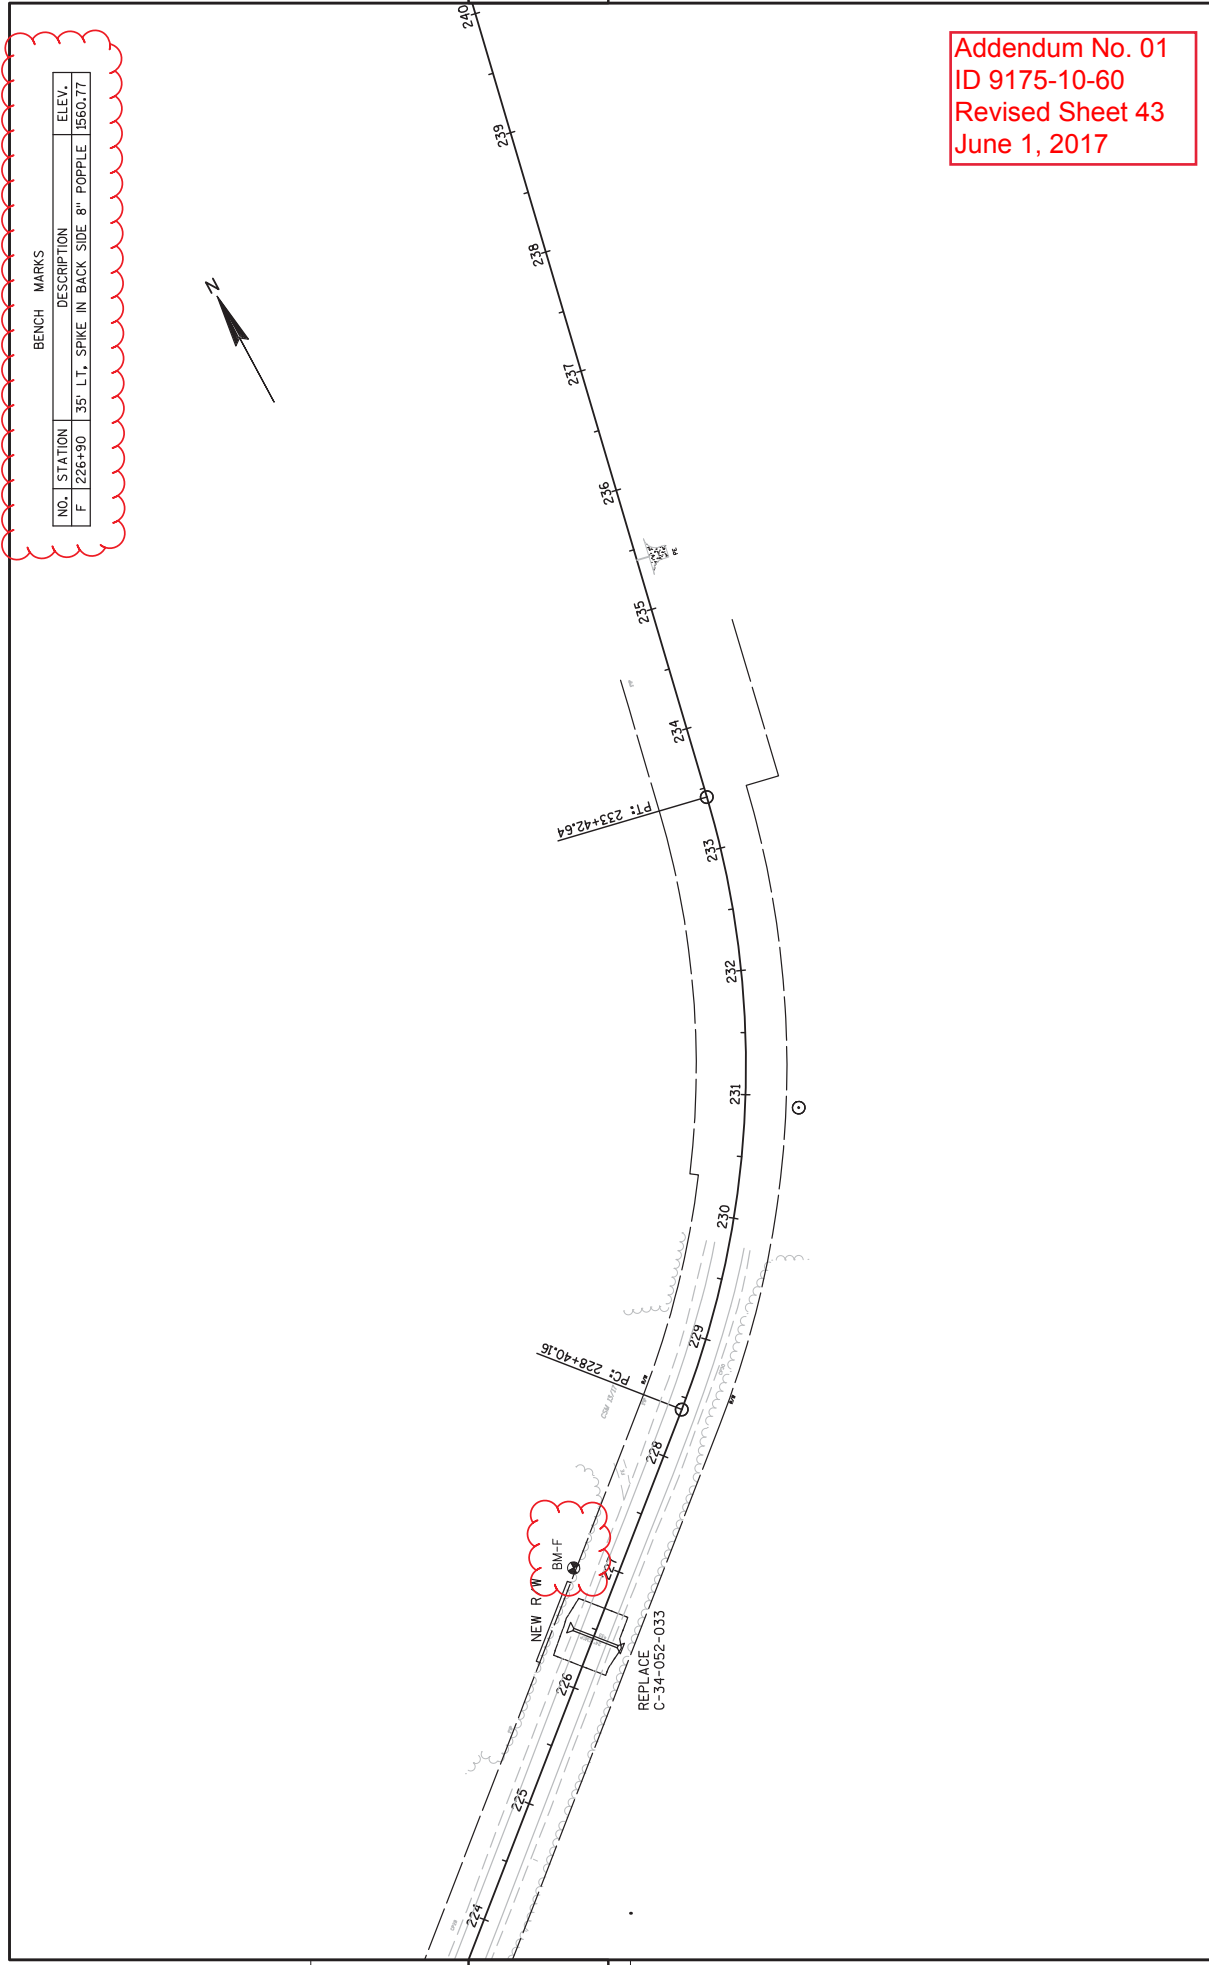 Addendum No. 01
ID 9175-10-60
Revised Sheet 43
June 1, 2017
BENCH MARKS
NO. STATION DESCRIPTION ELEV.
F 226+90 35' LT, SPIKE IN BACK SIDE 8" POPPLE 1560.77
N
240
239
238
237
236
235
234
PT: 233+42.64
233
232
231
230
229
PC: 228+40.16
228
BM-F
227
NEW R W
REPLACE
C-34-052-033
226
225
224